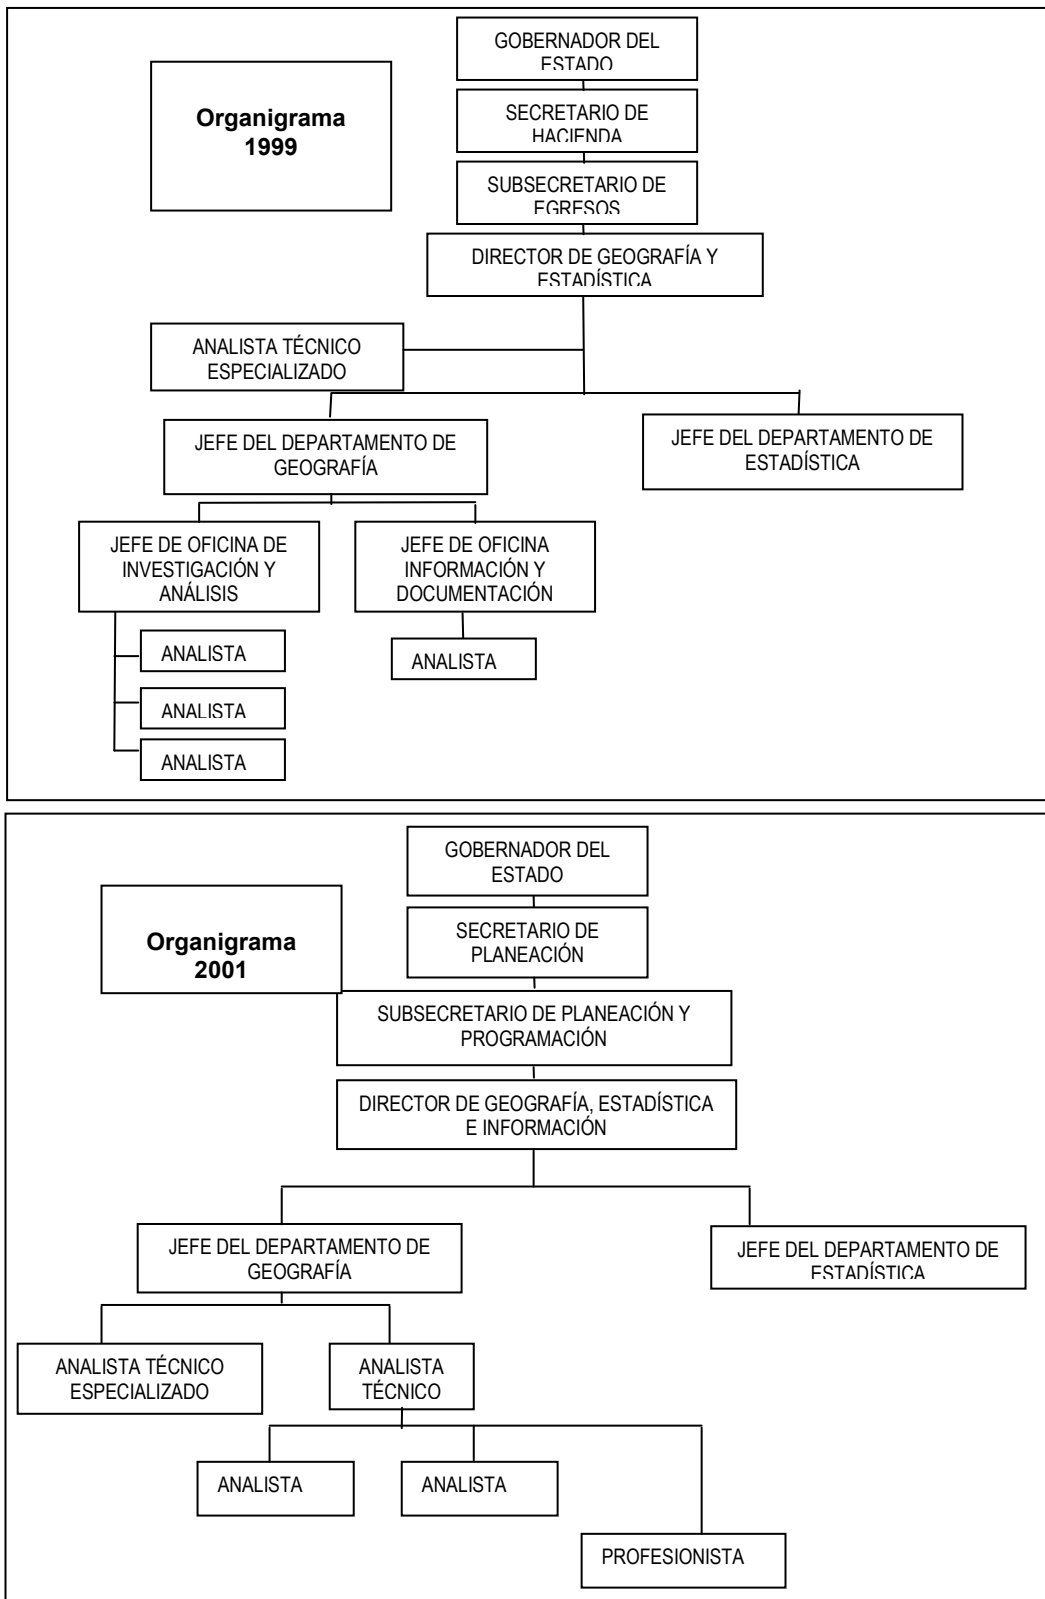 GOBERNADOR DEL
ESTADO
Organigrama
1999
SECRETARIO DE
HACIENDA
SUBSECRETARIO DE
EGRESOS
DIRECTOR DE GEOGRAFÍA Y
ESTADÍSTICA
ANALISTA TÉCNICO
ESPECIALIZADO
JEFE DEL DEPARTAMENTO DE
GEOGRAFÍA
JEFE DEL DEPARTAMENTO DE
ESTADÍSTICA
JEFE DE OFICINA DE
INVESTIGACIÓN Y
ANÁLISIS
JEFE DE OFICINA
INFORMACIÓN Y
DOCUMENTACIÓN
ANALISTA
ANALISTA
ANALISTA
ANALISTA
GOBERNADOR DEL
ESTADO
Organigrama
2001
SECRETARIO DE
PLANEACIÓN
SUBSECRETARIO DE PLANEACIÓN Y
PROGRAMACIÓN
DIRECTOR DE GEOGRAFÍA, ESTADÍSTICA
E INFORMACIÓN
JEFE DEL DEPARTAMENTO DE
GEOGRAFÍA
JEFE DEL DEPARTAMENTO DE
ESTADÍSTICA
ANALISTA TÉCNICO
ESPECIALIZADO
ANALISTA
TÉCNICO
ANALISTA
ANALISTA
PROFESIONISTA